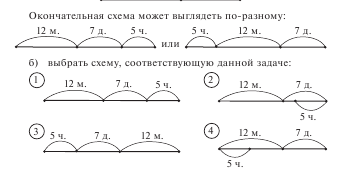 Окончательная схема может выглядеть по-разному:
12 м. 7 д. 5 ч. или 5 ч. 12 м. 7 д.
б) выбрать схему, соответствующую данной задаче:
1 12 м. 7 д. 5 ч. 2 12 м. 7 д.
5 ч.
3 5 ч. 7 д. 12 м. 4 12 м. 7 д.
5 ч.